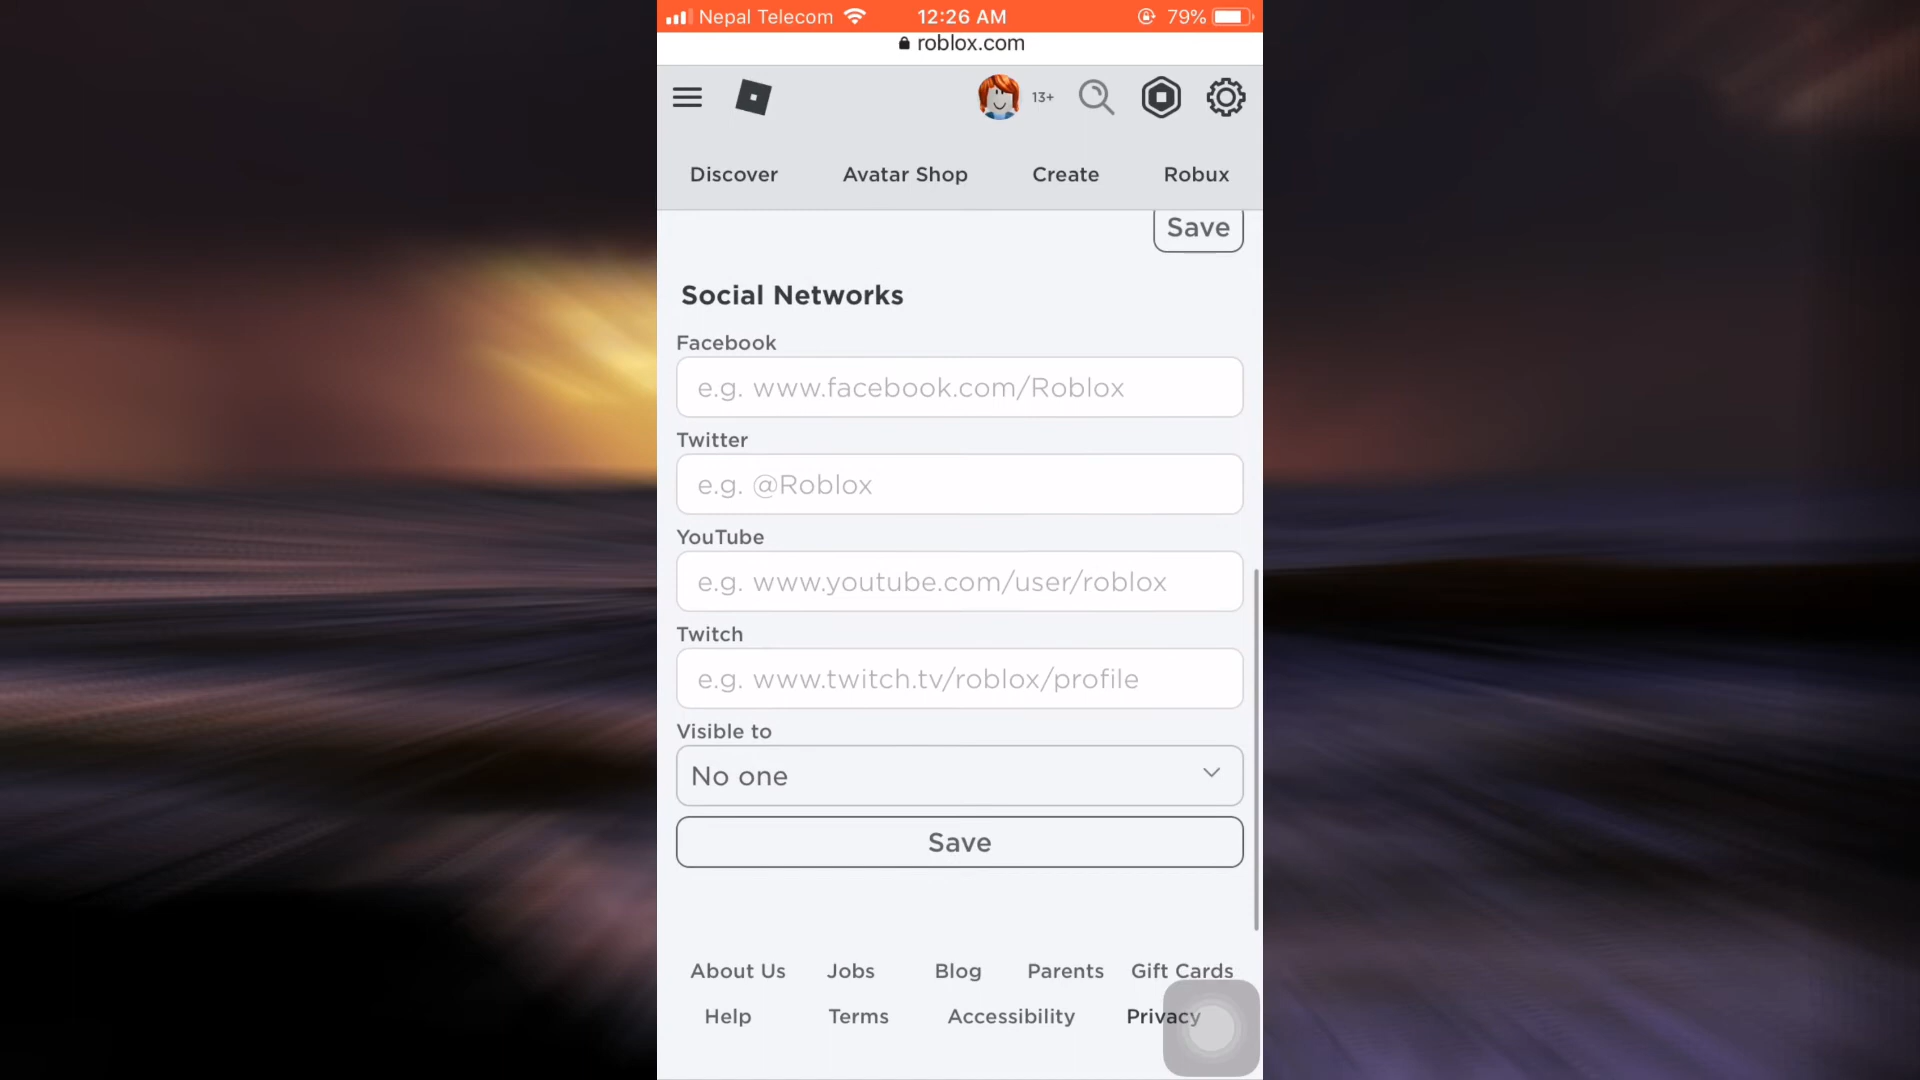 Nepal Telecom 12:26 AM 79%
roblox.com
13+
Discover Avatar Shop Create Robux
Save
Social Networks
Facebook
e.g. www.facebook.com/Roblox
Twitter
e.g. @Roblox
YouTube
e.g. www.youtube.com/user/roblox
Twitch
e.g. www.twitch.tv/roblox/profile
Visible to
No one
Save
About Us Jobs Blog Parents Gift Cards
Help Terms Accessibility Privacy